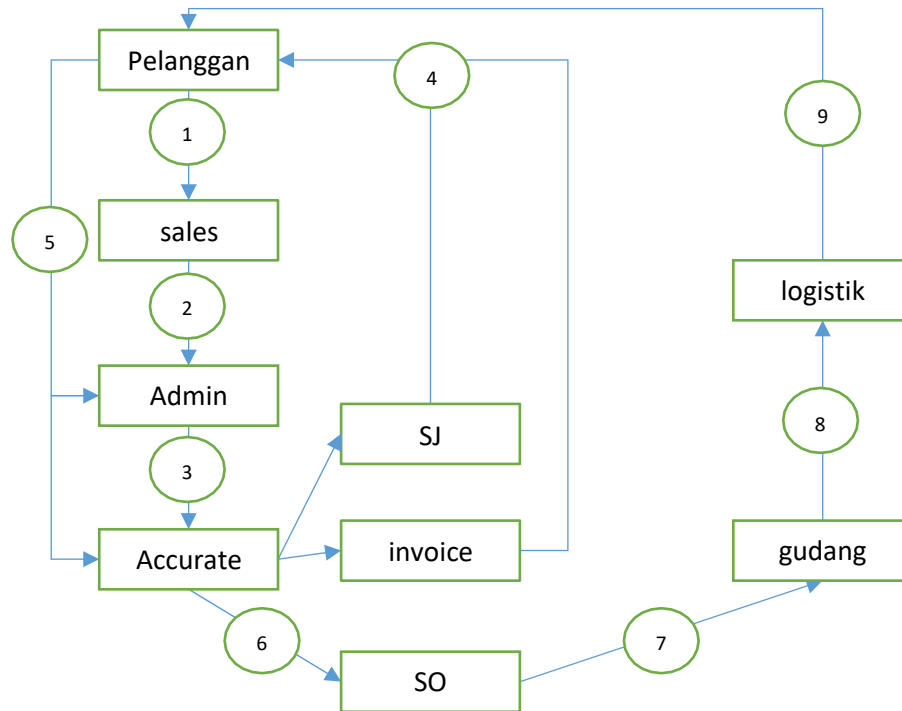 Pelanggan
4
1
9
sales
5
2
logistik
Admin
SJ
8
3
Accurate
invoice
gudang
6
7
SO